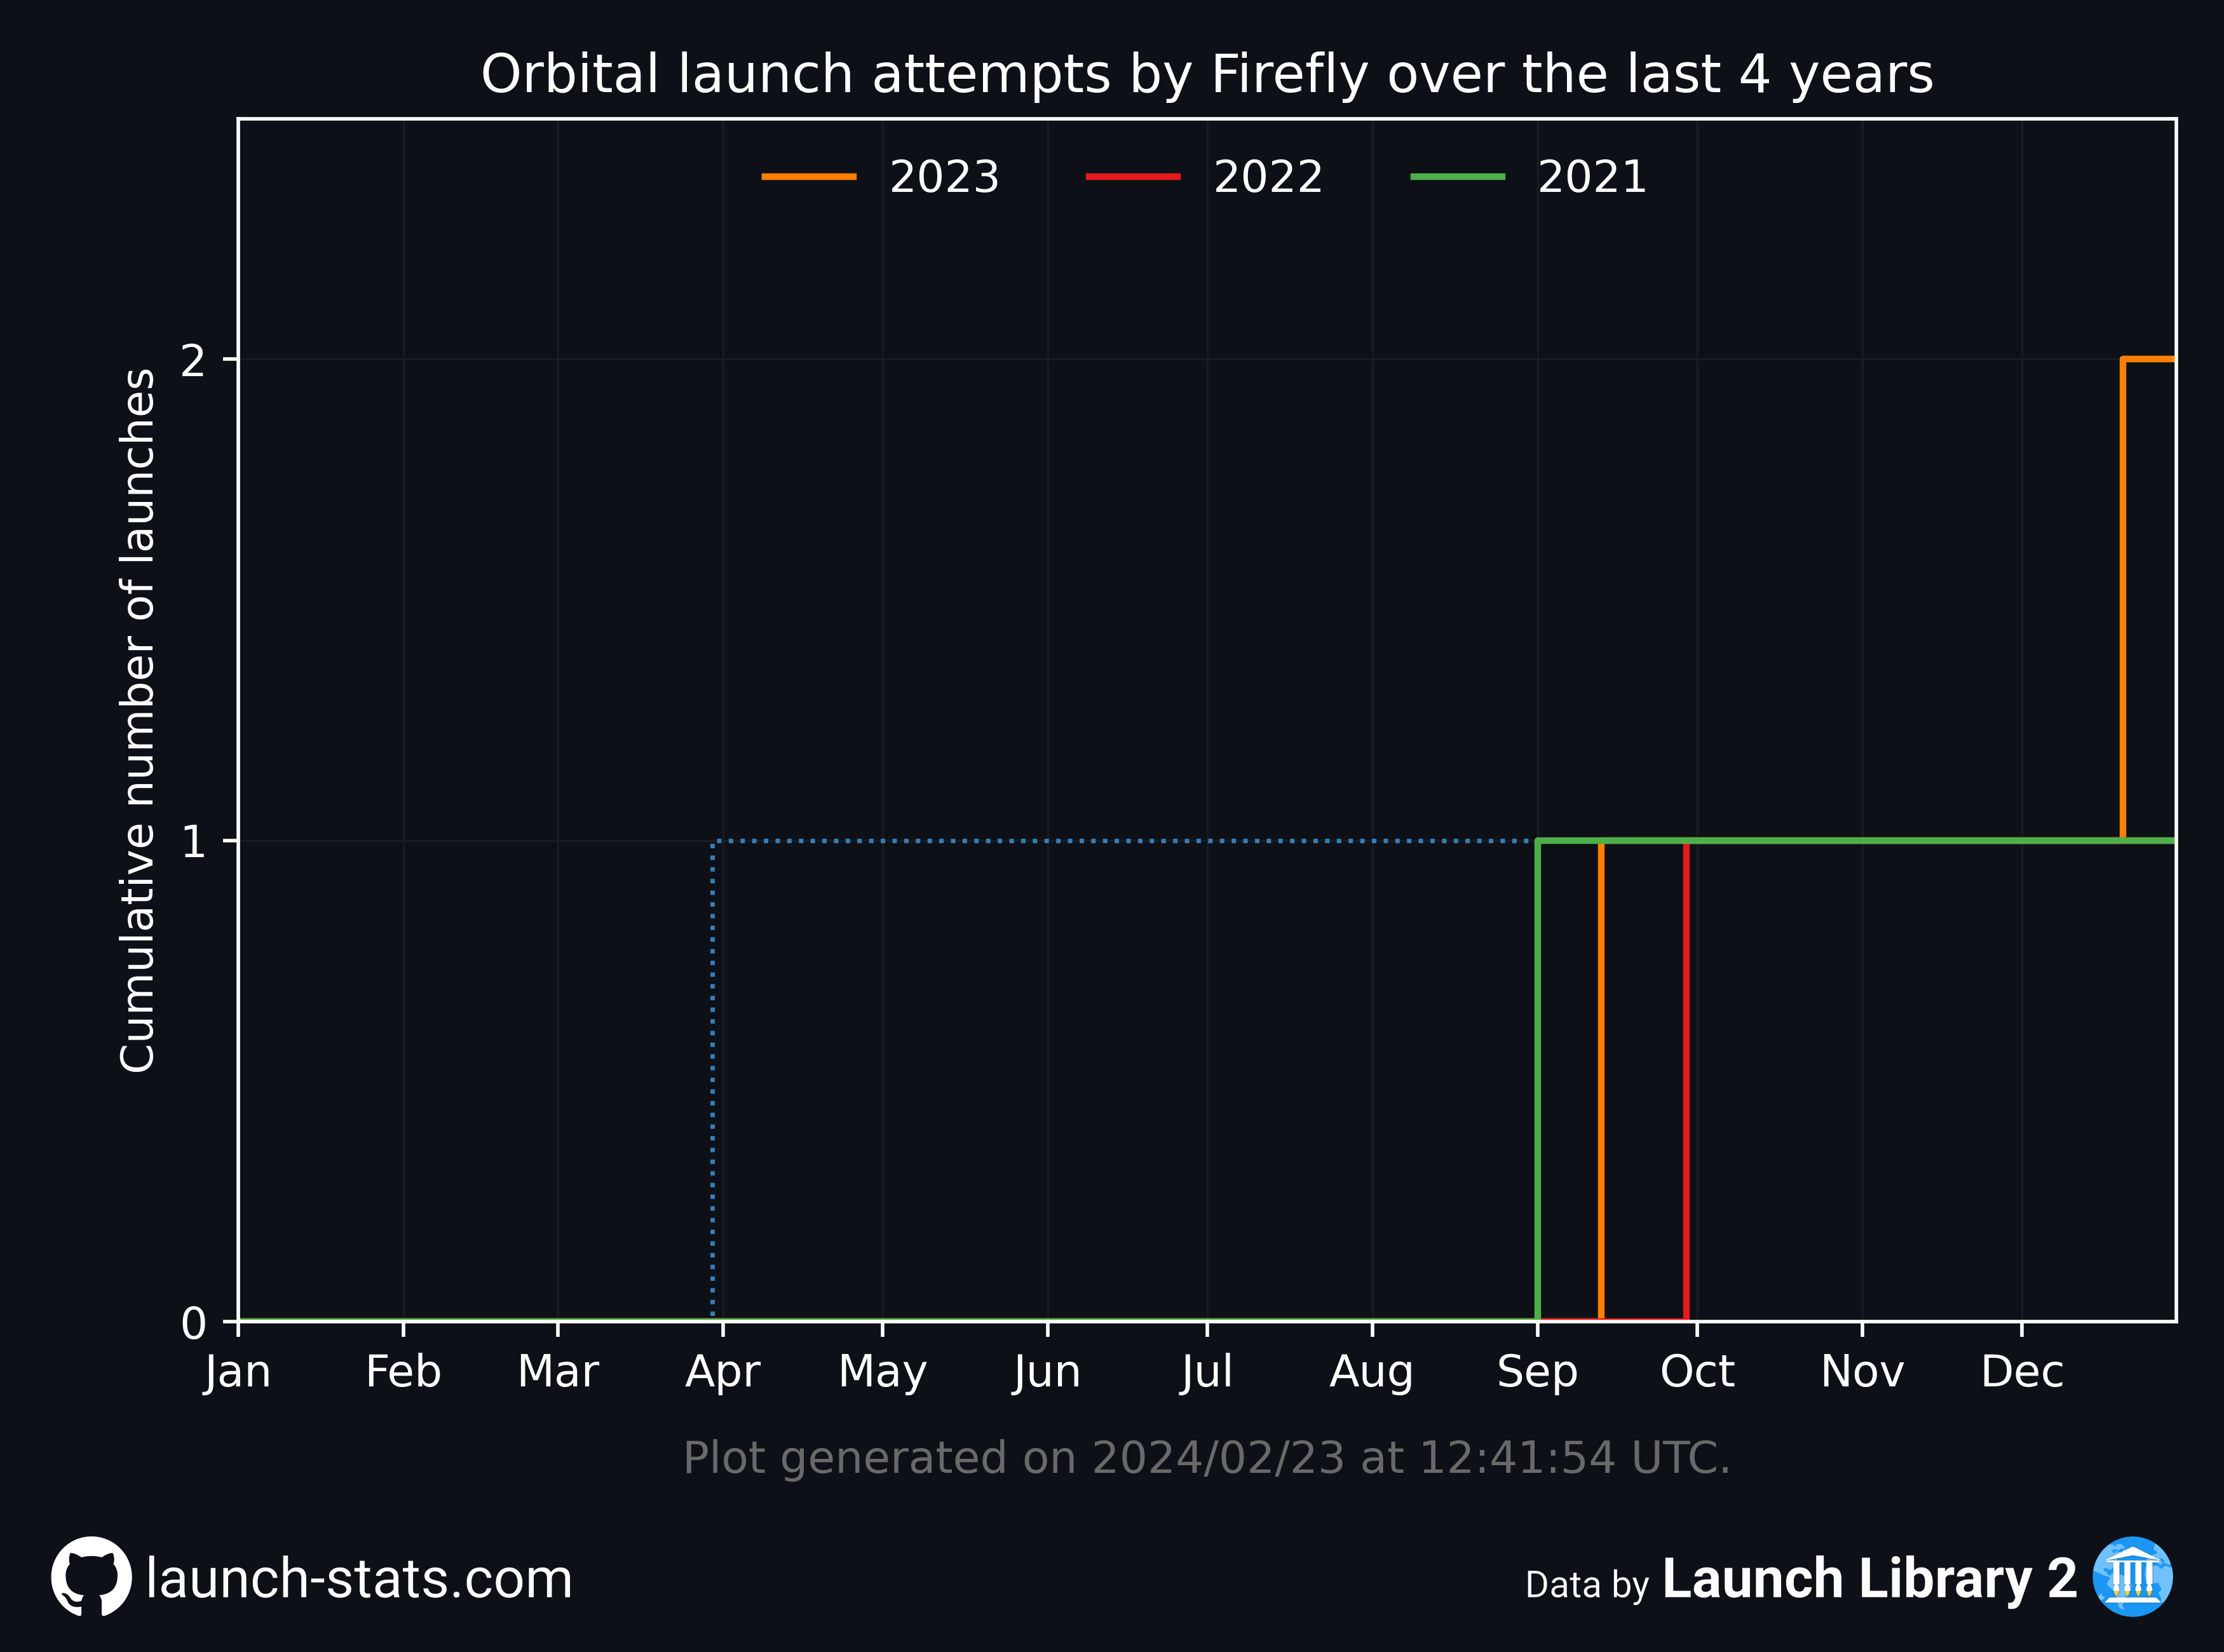 Orbital launch attempts by Firefly over the last 4 years
2023 2022 2021
Cumulative number of launches
2
1
0
Jan Feb Mar Apr May Jun Jul Aug Sep Oct Nov Dec
Plot generated on 2024/02/23 at 12:41:54 UTC.
launch-stats.com
Data by Launch Library 2